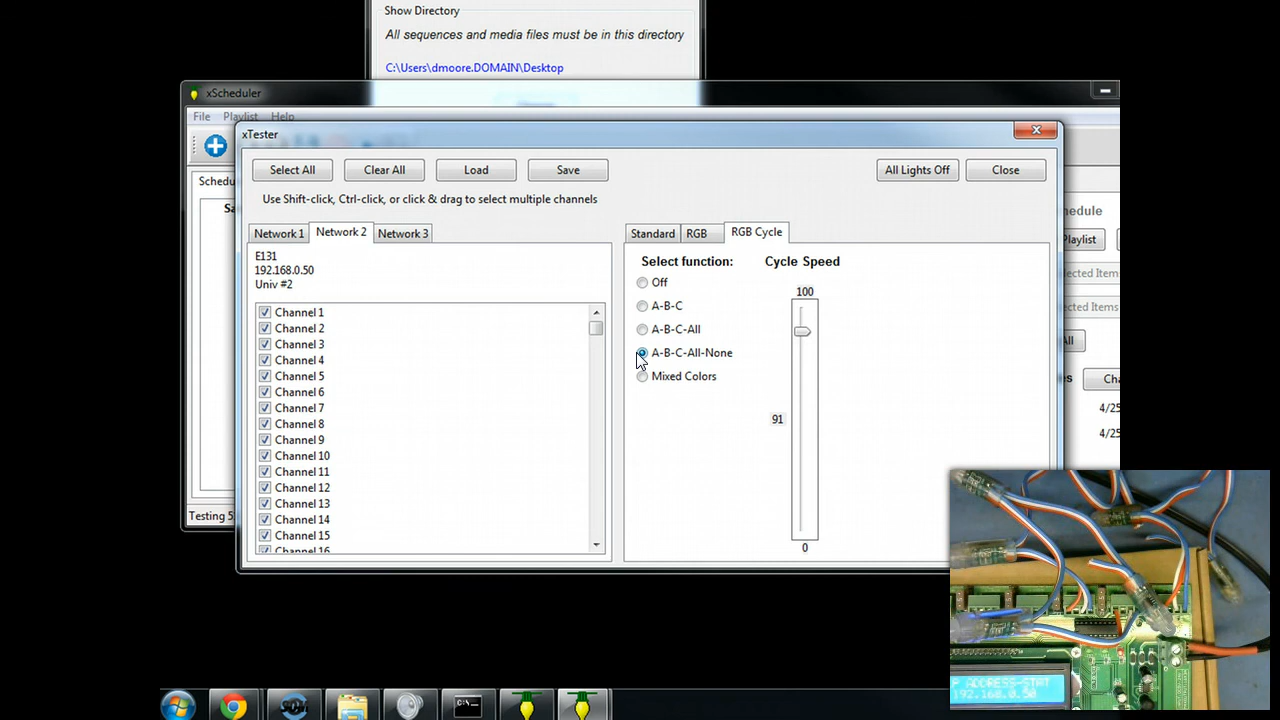 Show Directory
All sequences and media files must be in this directory
C:\Users\dmoore.DOMAIN\Desktop
xScheduler
File Playlist Help
xTester
Select All Clear All Load Save All Lights Off Close
Use Shift-click, Ctrl-click, or click & drag to select multiple channels
Network 1 Network 2 Network 3
Standard RGB RGB Cycle
E131
192.168.0.50
Univ #2
Channel 1
Channel 2
Channel 3
Channel 4
Channel 5
Channel 6
Channel 7
Channel 8
Channel 9
Channel 10
Channel 11
Channel 12
Channel 13
Channel 14
Channel 15
Channel 16
Select function:
Off
A-B-C
A-B-C-All
A-B-C-All-None
Mixed Colors
Cycle Speed
100
91
0
Playlist
Testing 5
4/25
4/25
C:\
P ADDRESS-STAT
192.168.0.50